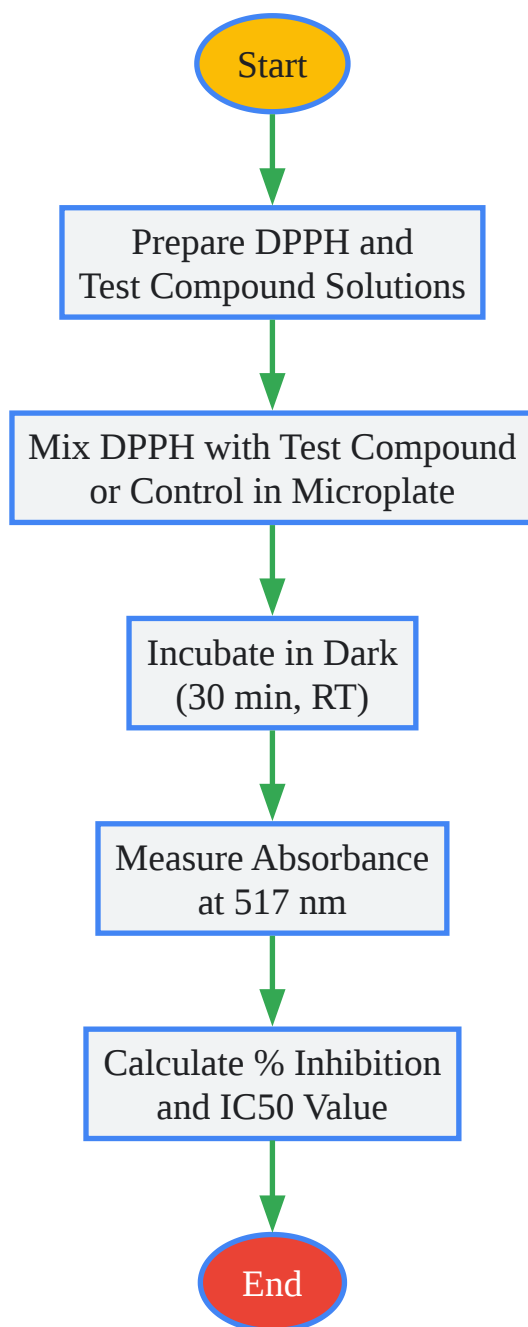 Start
Prepare DPPH and
Test Compound Solutions
Mix DPPH with Test Compound
or Control in Microplate
Incubate in Dark
(30 min, RT)
Measure Absorbance
at 517 nm
Calculate % Inhibition
and IC50 Value
End